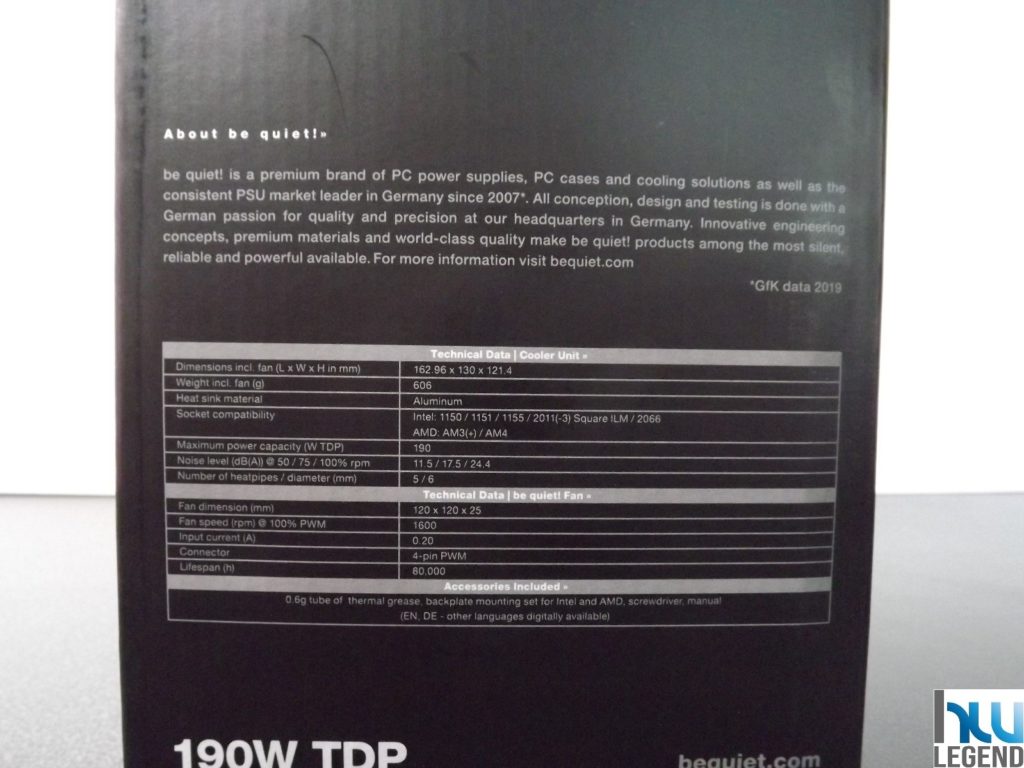 About be quiet!»
be quiet! is a premium brand of PC power supplies, PC cases and cooling solutions as well as the
consistent PSU market leader in Germany since 2007*. All conception, design and testing is done with a
German passion for quality and precision at our headquarters in Germany. Innovative engineering
concepts, premium materials and world-class quality make be quiet! products among the most silent,
reliable and powerful available. For more information visit bequiet.com
*GfK data 2019
Technical Data | Cooler Unit »
Dimensions incl. fan (L x W x H in mm) 162.96 x 130 x 121.4
Weight incl. fan (g) 606
Heat sink material Aluminum
Socket compatibility Intel: 1150 / 1151 / 1155 / 2011(-3) Square ILM / 2066
AMD: AM3(+) / AM4
Maximum power capacity (W TDP) 190
Noise level (dB(A)) @ 50 / 75 / 100% rpm 11.5 / 17.5 / 24.4
Number of heatpipes / diameter (mm) 5 / 6
Technical Data | be quiet! Fan »
Fan dimension (mm) 120 x 120 x 25
Fan speed (rpm) @ 100% PWM 1600
Input current (A) 0.20
Connector 4-pin PWM
Lifespan (h) 80.000
Accessories Included »
0.6g tube of thermal grease, backplate mounting set for Intel and AMD, screwdriver, manual
(EN, DE - other languages digitally available)
190W TDP bequiet.com
LEGEND